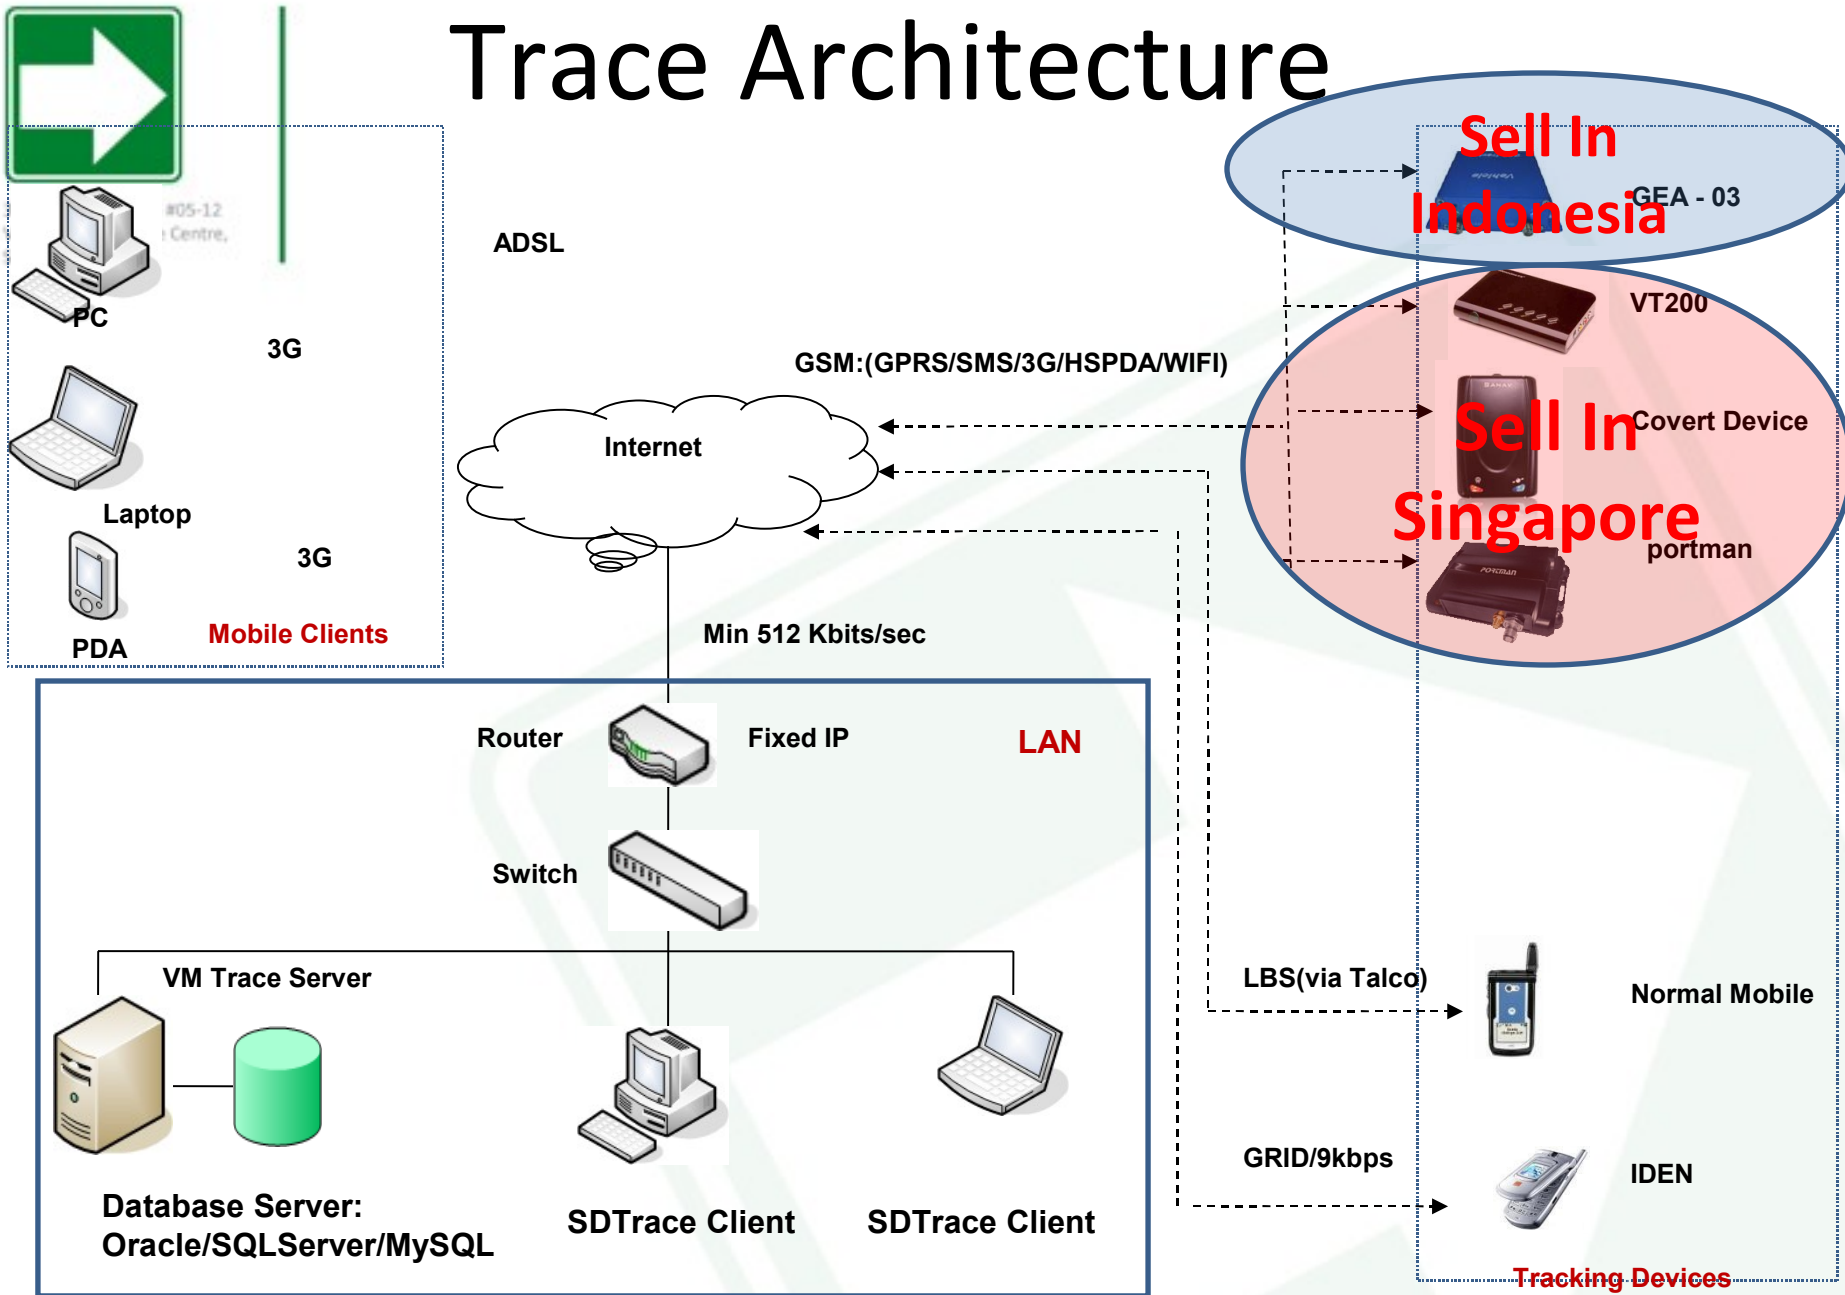 Trace Architecture
#05-12
Centre,
PC
3G
Laptop
3G
PDA
Mobile Clients
ADSL
GSM:(GPRS/SMS/3G/HSPDA/WIFI)
Internet
Min 512 Kbits/sec
Sell In
Indonesia
GEA - 03
VT200
Sell In
Singapore
Covert Device
portman
PORTMAN
Router
Fixed IP
LAN
Switch
VM Trace Server
Database Server:
Oracle/SQLServer/MySQL
SDTrace Client
SDTrace Client
LBS(via Talco)
Normal Mobile
GRID/9kbps
IDEN
Tracking Devices